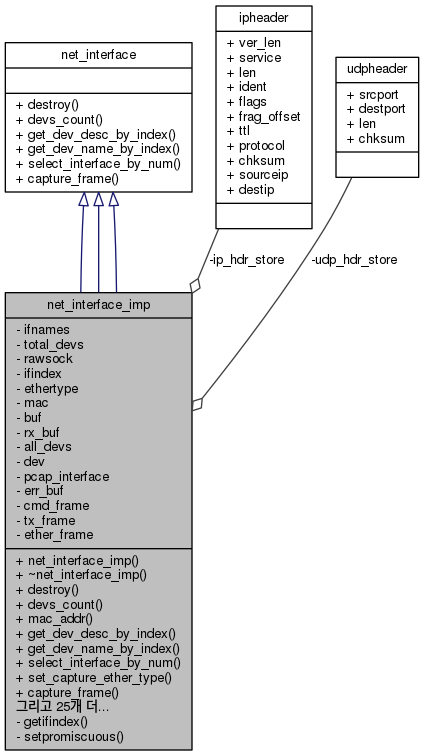 net_interface
+ destroy()
+ devs_count()
+ get_dev_desc_by_index()
+ get_dev_name_by_index()
+ select_interface_by_num()
+ capture_frame()
ipheader
+ ver_len
+ service
+ len
+ ident
+ flags
+ frag_offset
+ ttl
+ protocol
+ chksum
+ sourceip
+ destip
udpheader
+ srcport
+ destport
+ len
+ chksum
-ip_hdr_store
-udp_hdr_store
net_interface_imp
- ifnames
- total_devs
- rawsock
- ifindex
- ethertype
- mac
- buf
- rx_buf
- all_devs
- dev
- pcap_interface
- err_buf
- cmd_frame
- tx_frame
- ether_frame
+ net_interface_imp()
+ ~net_interface_imp()
+ destroy()
+ devs_count()
+ mac_addr()
+ get_dev_desc_by_index()
+ get_dev_name_by_index()
+ select_interface_by_num()
+ set_capture_ether_type()
+ capture_frame()
그리고 25개 더...
- getifindex()
- setpromiscuous()